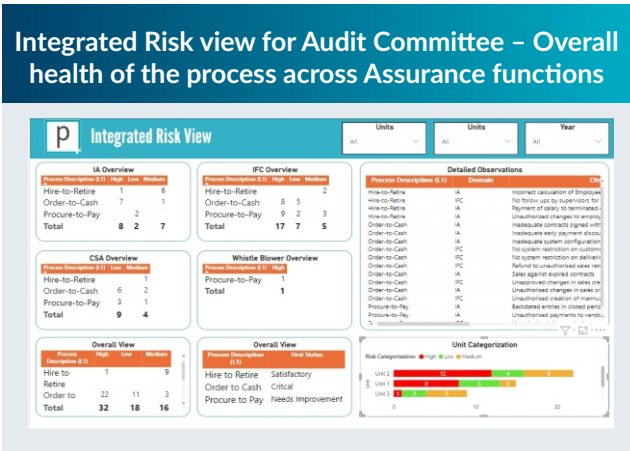 Integrated Risk view for Audit Committee – Overall
health of the process across Assurance functions
p Integrated Risk View
Units
All
Units
All
Year
All
IA Overview
Process Description (L1) High Low Medium
Hire-to-Retire 1 6
Order-to-Cash 7 1
Procure-to-Pay 2
Total 8 2 7
IFC Overview
Process Description (L1) High Low Medium
Hire-to-Retire 2
Order-to-Cash 8 5
Procure-to-Pay 9 2 3
Total 17 7 5
Detailed Observations
Process Description (L1) Domain Obs
Hire-to-Retire IA Incorrect calculation of Employee
Hire-to-Retire IFC No follow ups by supervisors for
Hire-to-Retire IA Payment of salary to terminated
Hire-to-Retire IA Unauthorised changes to employ
Order-to-Cash IA Inadequate contracts signed with
Order-to-Cash IA Inadequate early payment discou
Order-to-Cash IA Inadequate system configuration
Order-to-Cash IFC No system restriction on custome
Order-to-Cash IFC No system restriction on deliveri
Order-to-Cash IFC Refund to unauthorised sales ret
Order-to-Cash IA Sales against expired contracts
Order-to-Cash IFC Unapproved changes in sales cre
Order-to-Cash IA Unauthorised changes in sales cr
Order-to-Cash IFC Unauthorised creation of mannu
Procure-to-Pay IA Backdated entries in closed perio
Procure-to-Pay IA Unauthorised payments to vendo
CSA Overview
Process Description (L1) Low Medium
Hire-to-Retire 1
Order-to-Cash 6 2
Procure-to-Pay 3 1
Total 9 4
Whistle Blower Overview
Process Description (L1) High
Procure-to-Pay 1
Total 1
Overall View
Process High Low Medium
Description (L1)
Hire to 1 9
Retire
Order to 22 11 3
Total 32 18 16
Overall View
Process Description First Status
(L1)
Hire to Retire Satisfactory
Order to Cash Critcal
Procure to Pay Needs Improvement
Unit Categorization
Risk Categorization High Low Medium
Unit
Unit 2 12 4 6
Unit 1 8 5
Unit 3 1
0 10 20